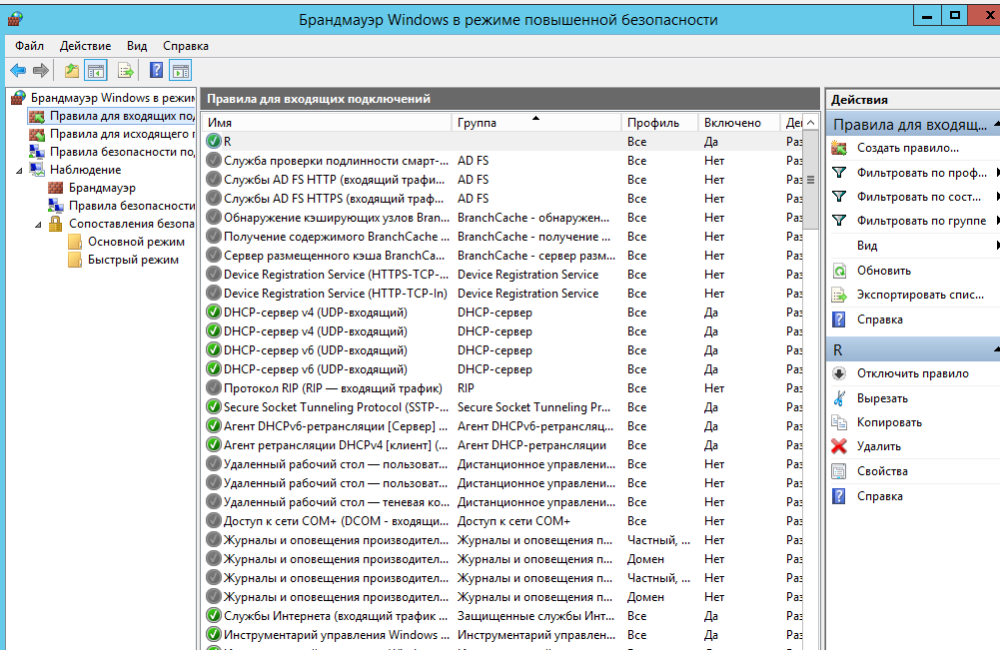 Брандмауэр Windows в режиме повышенной безопасности
Файл Действие Вид Справка
Брандмауэр Windows в режим
Правила для входящих по
Правила для исходящего
Правила безопасности по
Наблюдение
Брандмауэр
Правила безопасности
Сопоставления безопа
Основной режим
Быстрый режим
Правила для входящих подключений
Имя Группа Профиль Включено Де
R Все Да Раз
Служба проверки подлинности смарт-... AD FS Все Нет Раз
Службы AD FS HTTP (входящий трафи... AD FS Все Нет Раз
Службы AD FS HTTPS (входящий траф... AD FS Все Нет Раз
Обнаружение кэширующих узлов Bran... BranchCache - обнаружен... Все Нет Раз
Получение содержимого BranchCache ... BranchCache - получение ... Все Нет Раз
Сервер размещенного кэша BranchCa... BranchCache - сервер разм... Все Нет Раз
Device Registration Service (HTTPS-TCP-... Device Registration Service Все Нет Раз
Device Registration Service (HTTP-TCP-In) Device Registration Service Все Нет Раз
DHCP-сервер v4 (UDP-входящий) DHCP-сервер Все Да Раз
DHCP-сервер v4 (UDP-входящий) DHCP-сервер Все Да Раз
DHCP-сервер v6 (UDP-входящий) DHCP-сервер Все Да Раз
DHCP-сервер v6 (UDP-входящий) DHCP-сервер Все Да Раз
Протокол RIP (RIP — входящий трафик) RIP Все Нет Раз
Secure Socket Tunneling Protocol (SSTP-... Secure Socket Tunneling Pr... Все Да Раз
Агент DHCPv6-ретрансляции [Сервер] ... Агент DHCPv6-ретрансляц... Все Да Раз
Агент ретрансляции DHCPv4 [клиент] (... Агент DHCP-ретрансляции Все Да Раз
Удаленный рабочий стол — пользоват... Дистанционное управлени... Все Нет Раз
Удаленный рабочий стол — пользоват... Дистанционное управлени... Все Нет Раз
Удаленный рабочий стол — теневая ко... Дистанционное управлени... Все Нет Раз
Доступ к сети COM+ (DCOM - входящи... Доступ к сети COM+ Все Нет Раз
Журналы и оповещения производител... Журналы и оповещения п... Частный, ... Нет Раз
Журналы и оповещения производител... Журналы и оповещения п... Домен Нет Раз
Журналы и оповещения производител... Журналы и оповещения п... Частный, ... Нет Раз
Журналы и оповещения производител... Журналы и оповещения п... Домен Нет Раз
Службы Интернета (входящий трафик ... Защищенные службы Инт... Все Да Раз
Инструментарий управления Windows ... Инструментарий управлен... Все Да Раз
Действия
Правила для входящ...
Создать правило...
Фильтровать по проф...
Фильтровать по сост...
Фильтровать по группе
Вид
Обновить
Экспортировать спис...
Справка
R
Отключить правило
Вырезать
Копировать
Удалить
Свойства
Справка